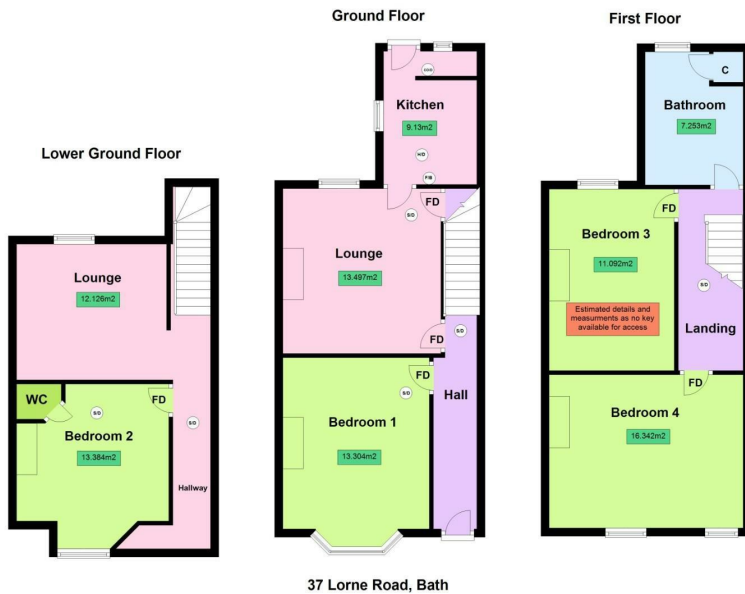 Ground Floor
First Floor
Lower Ground Floor
Lounge
12.126m2
WC
S/D
FD
Bedroom 2
13.384m2
S/D
Hallway
Kitchen
9.13m2
H/D
F/B
S/D
FD
Lounge
13.497m2
FD
S/D
S/D
FD
Bedroom 1
13.304m2
Hall
C
Bathroom
7.253m2
FD
Bedroom 3
11.092m2
Estimated details and
measurments as no key
available for access
S/D
Landing
FD
Bedroom 4
16.342m2
37 Lorne Road, Bath